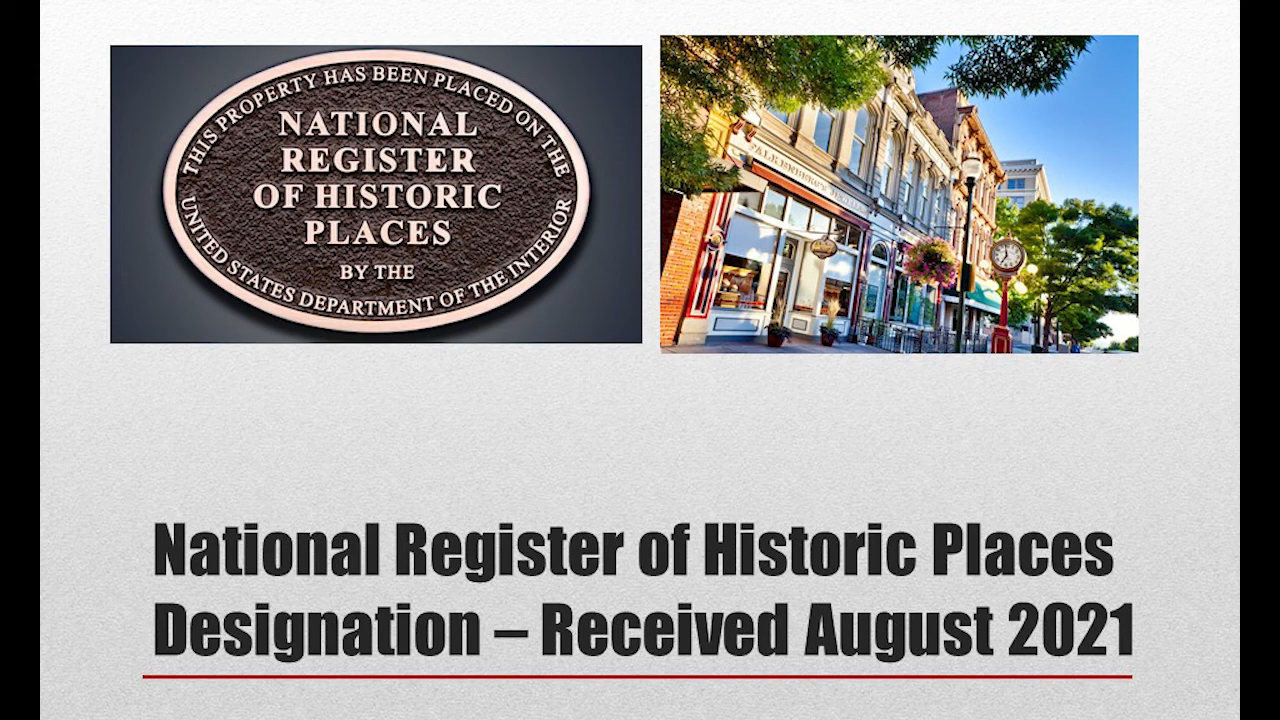 THIS PROPERTY HAS BEEN PLACED ON THE
NATIONAL
REGISTER
OF HISTORIC
PLACES
BY THE
UNITED STATES DEPARTMENT OF THE INTERIOR
National Register of Historic Places
Designation – Received August 2021